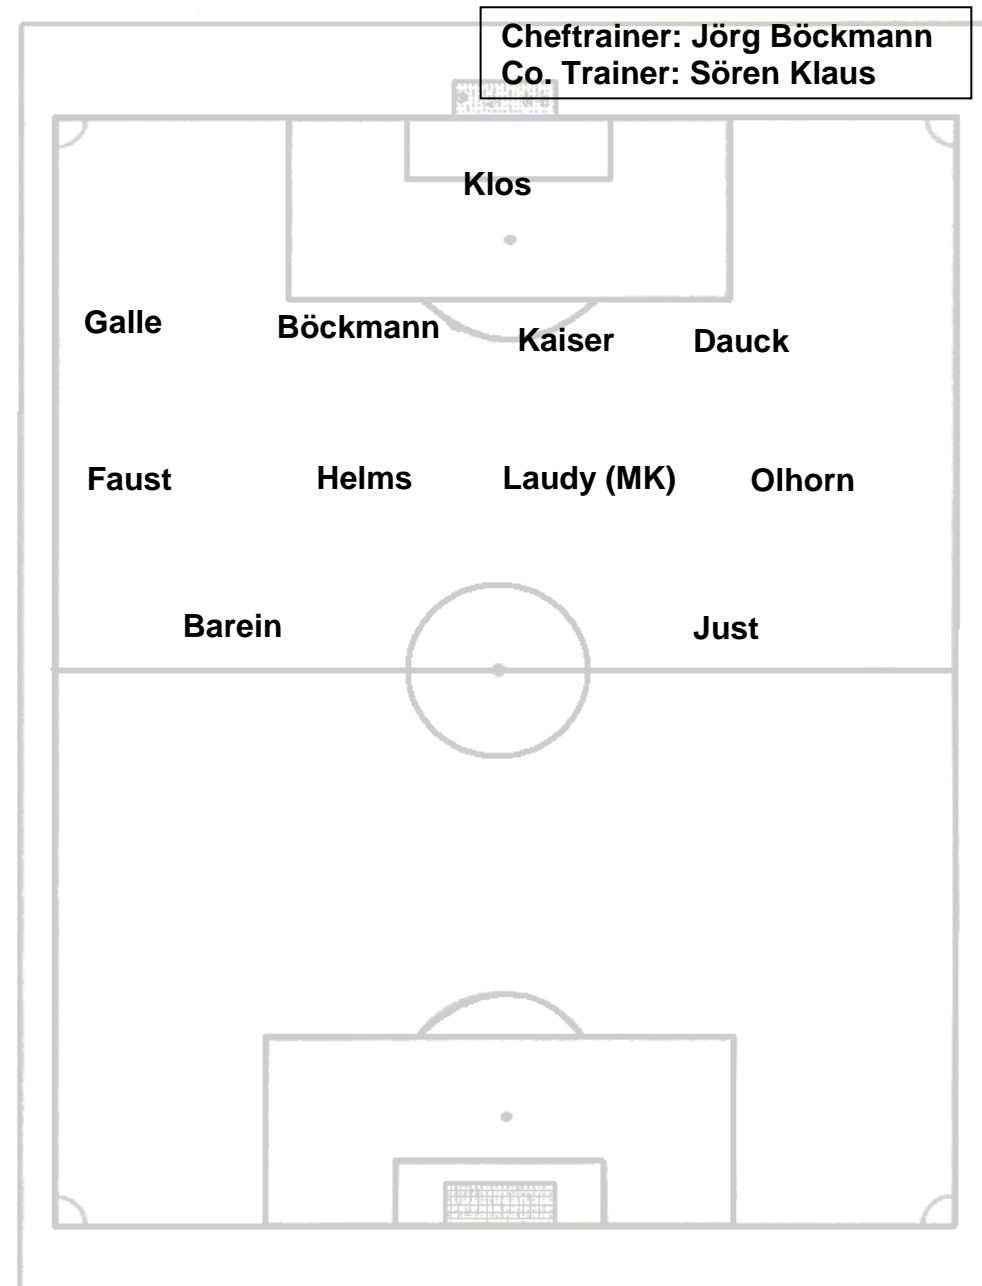 Cheftrainer: Jörg Böckmann
Co. Trainer: Sören Klaus
Klos
Galle Böckmann Kaiser Dauck
Faust Helms Laudy (MK) Olhorn
Barein Just